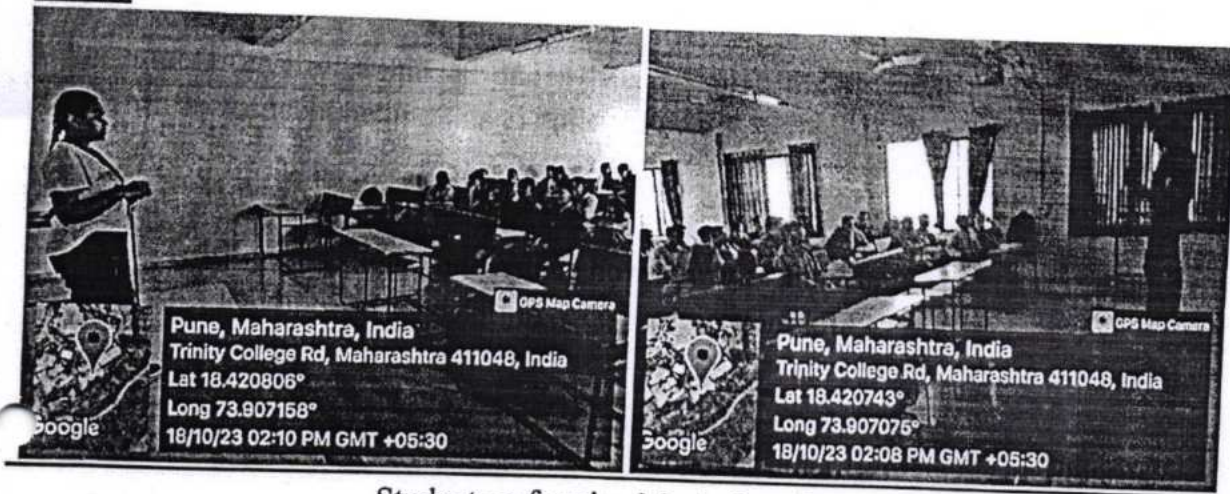 GPS Map Camera
Pune, Maharashtra, India
Trinity College Rd, Maharashtra 411048, India
Lat 18.420806°
Long 73.907158°
18/10/23 02:10 PM GMT +05:30
Google
GPS Map Camera
Pune, Maharashtra, India
Trinity College Rd, Maharashtra 411048, India
Lat 18.420743°
Long 73.907075°
18/10/23 02:08 PM GMT +05:30
Google